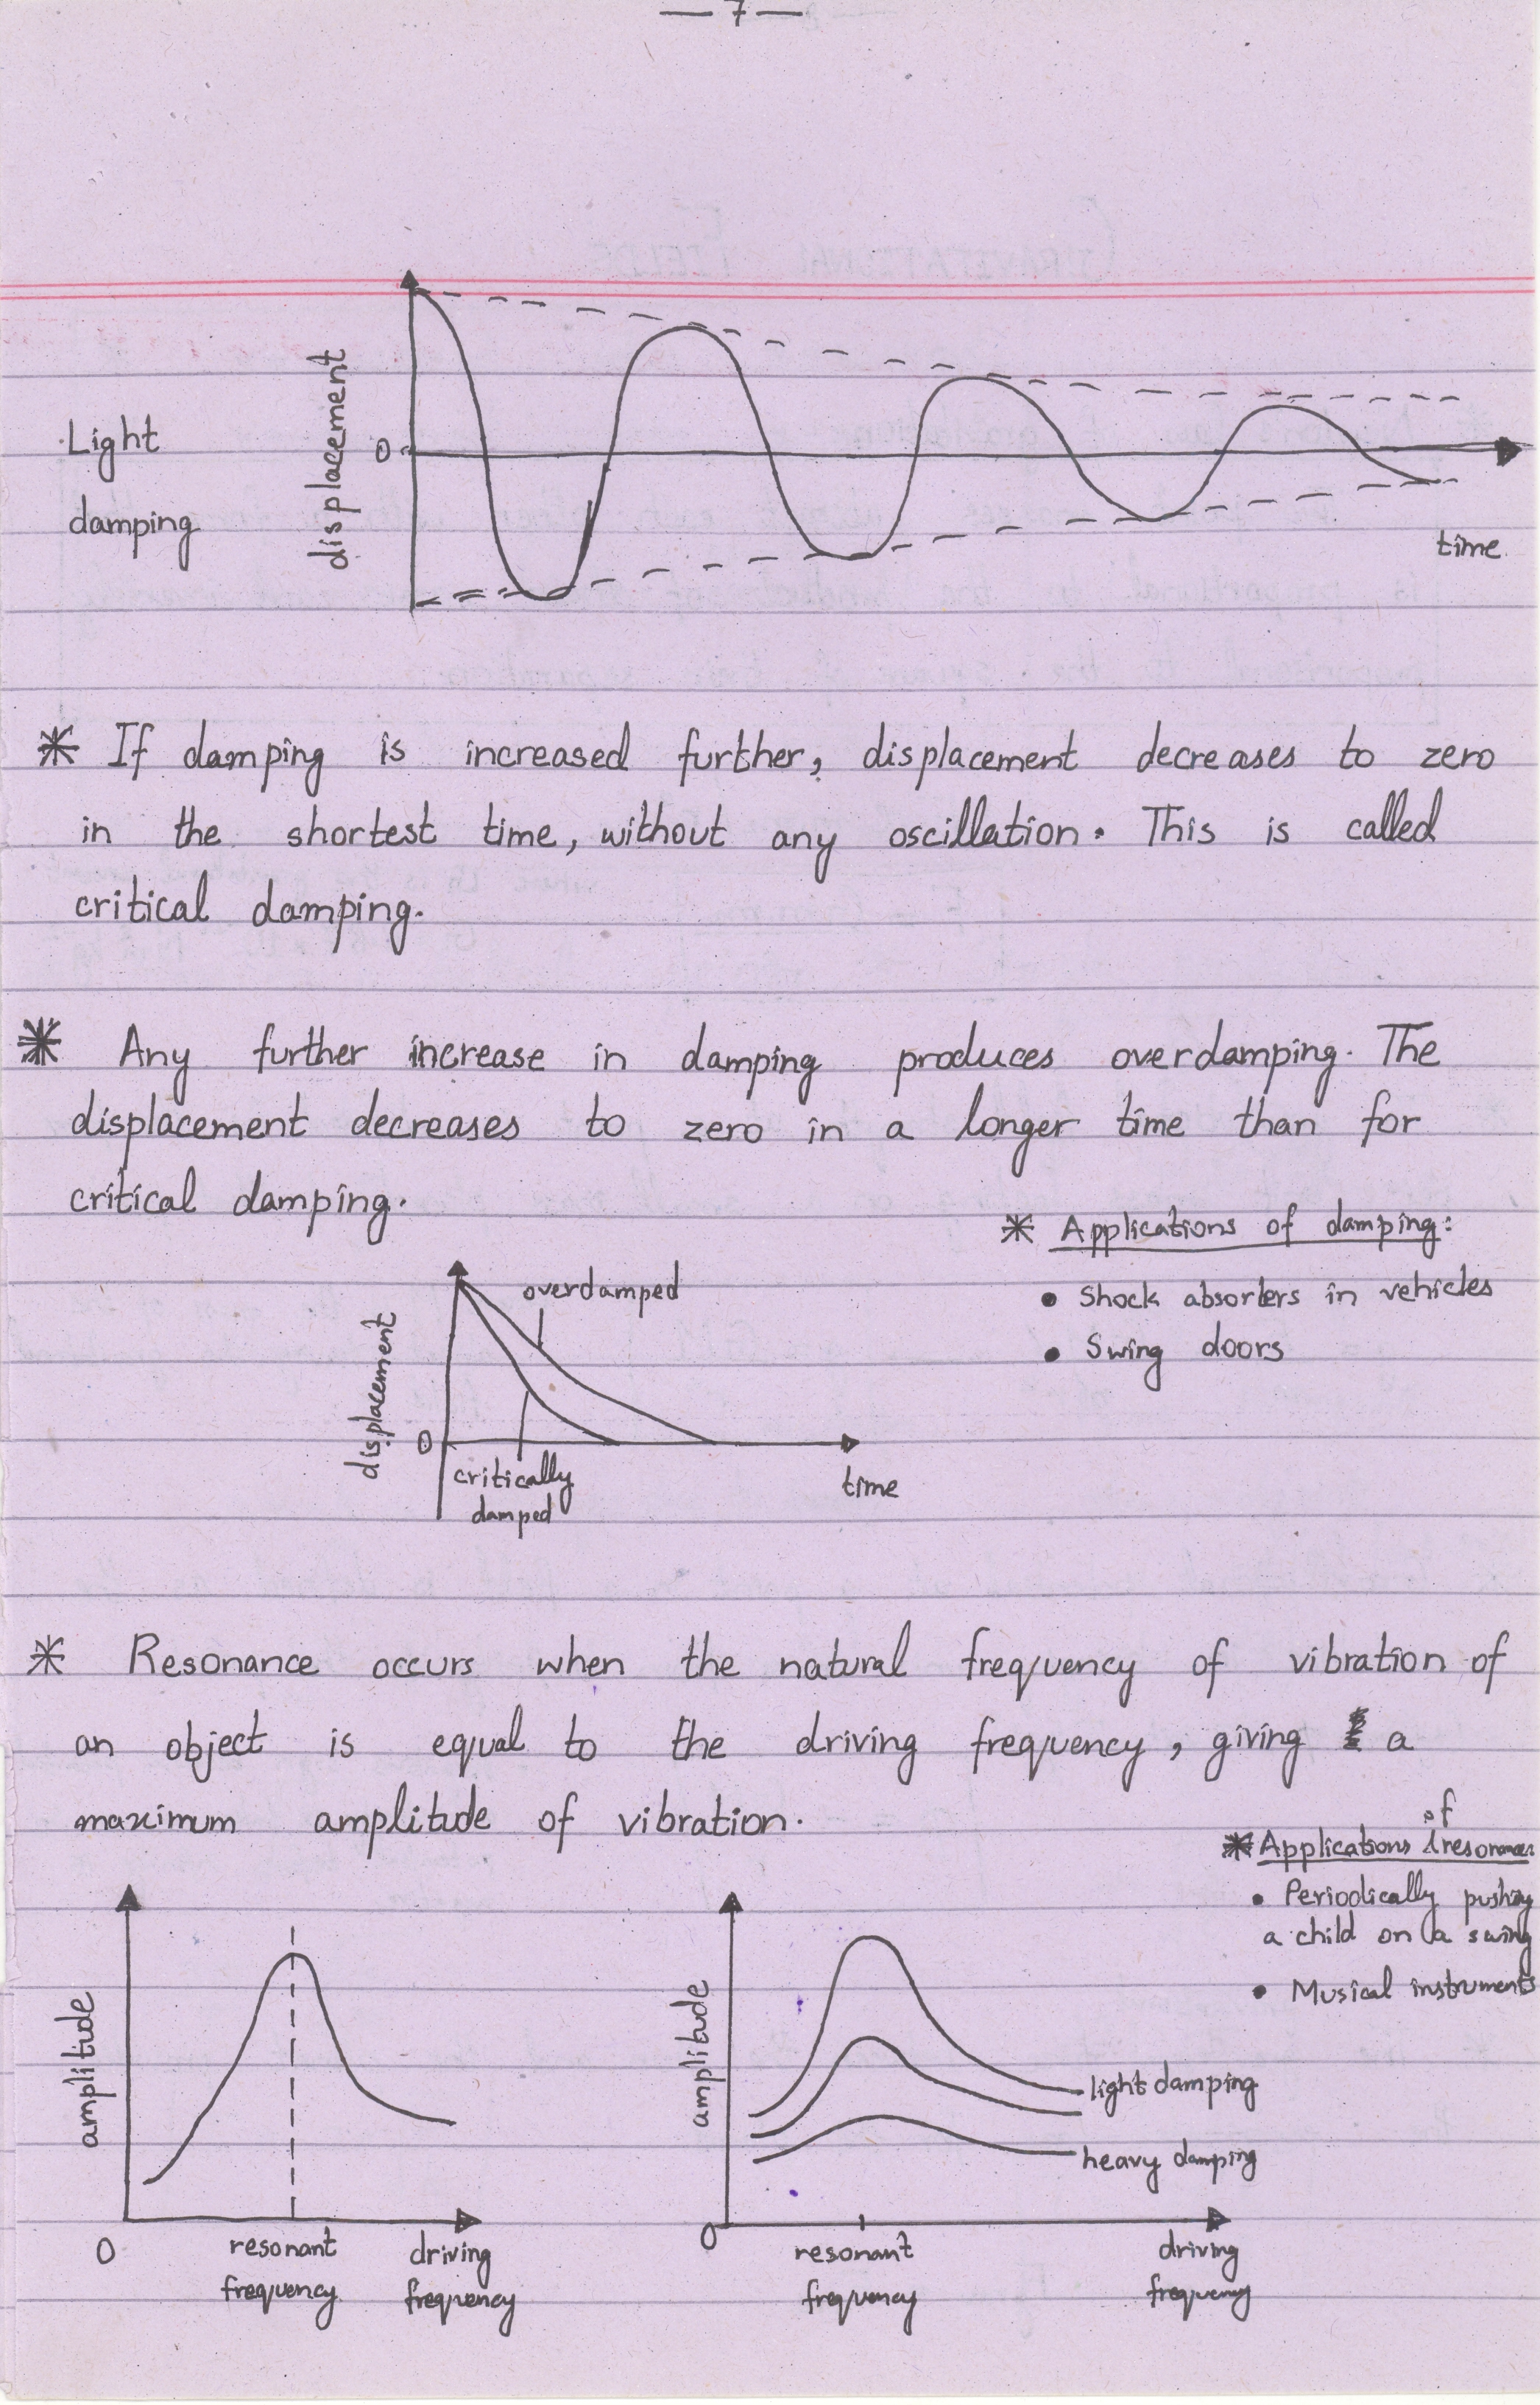 — 7 —
displacement
0
Light
damping
time
* If damping is increased further, displacement decreases to zero
in the shortest time, without any oscillation. This is called
critical damping.
* Any further increase in damping produces overdamping. The
displacement decreases to zero in a longer time than for
critical damping.
* Applications of damping:
• Shock absorbers in vehicles
• Swing doors
overdamped
displacement
0
critically
damped
time
* Resonance occurs when the natural frequency of vibration of
an object is equal to the driving frequency, giving a
maximum amplitude of vibration.
* Applications of resonance
• Periodically pushing
a child on a swing
• Musical instruments
amplitude
0
resonant
frequency
driving
frequency
amplitude
light damping
heavy damping
0
resonant
frequency
driving
frequency